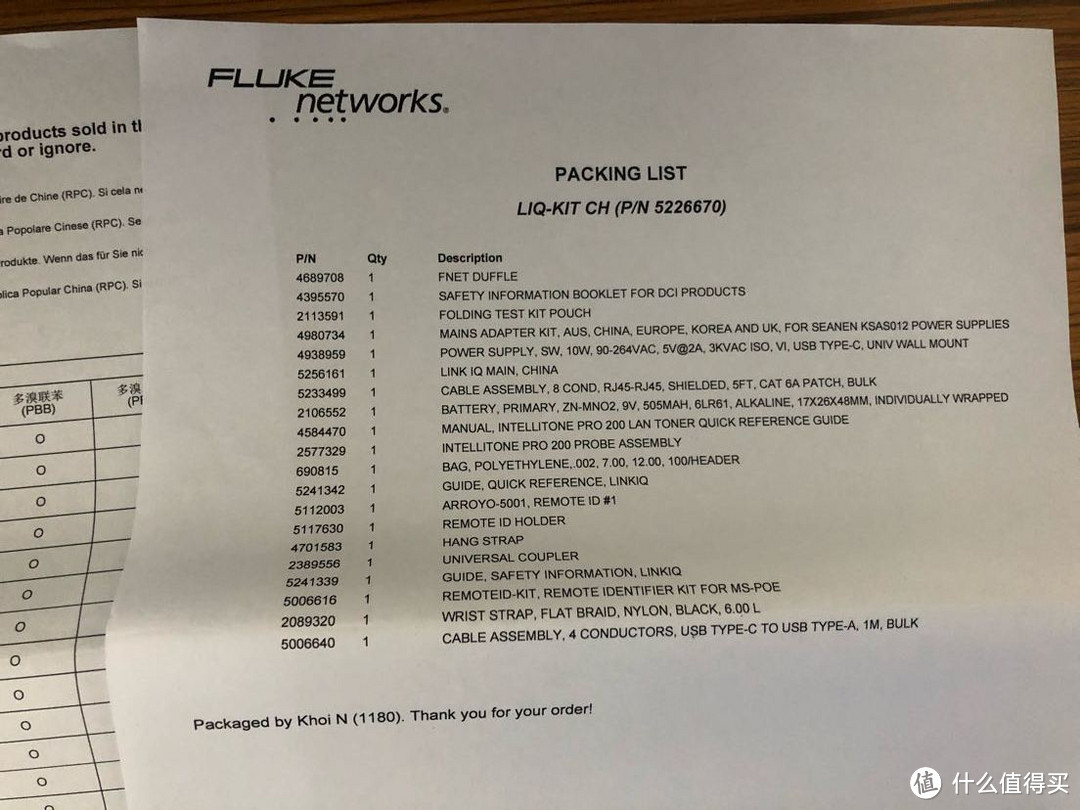 FLUKE
networks®
PACKING LIST
LIQ-KIT CH (P/N 5226670)
P/N Qty Description
4689708 1 FNET DUFFLE
4395570 1 SAFETY INFORMATION BOOKLET FOR DCI PRODUCTS
2113591 1 FOLDING TEST KIT POUCH
4980734 1 MAINS ADAPTER KIT, AUS, CHINA, EUROPE, KOREA AND UK, FOR SEANEN KSAS012 POWER SUPPLIES
4938959 1 POWER SUPPLY, SW, 10W, 90-264VAC, 5V@2A, 3KVAC ISO, VI, USB TYPE-C, UNIV WALL MOUNT
5256161 1 LINK IQ MAIN, CHINA
5233499 1 CABLE ASSEMBLY, 8 COND, RJ45-RJ45, SHIELDED, 5FT, CAT 6A PATCH, BULK
2106552 1 BATTERY, PRIMARY, ZN-MNO2, 9V, 505MAH, 6LR61, ALKALINE, 17X26X48MM, INDIVIDUALLY WRAPPED
4584470 1 MANUAL, INTELLITONE PRO 200 LAN TONER QUICK REFERENCE GUIDE
2577329 1 INTELLITONE PRO 200 PROBE ASSEMBLY
690815 1 BAG, POLYETHYLENE,.002, 7.00, 12.00, 100/HEADER
5241342 1 GUIDE, QUICK REFERENCE, LINKIQ
5112003 1 ARROYO-5001, REMOTE ID #1
5117630 1 REMOTE ID HOLDER
4701583 1 HANG STRAP
2389556 1 UNIVERSAL COUPLER
5241339 1 GUIDE, SAFETY INFORMATION, LINKIQ
5006616 1 REMOTEID-KIT, REMOTE IDENTIFIER KIT FOR MS-POE
2089320 1 WRIST STRAP, FLAT BRAID, NYLON, BLACK, 6.00 L
5006640 1 CABLE ASSEMBLY, 4 CONDUCTORS, USB TYPE-C TO USB TYPE-A, 1M, BULK
Packaged by Khoi N (1180). Thank you for your order!
products sold in
rd or ignore.
ire de Chine (RPC). Si cela
a Popolare Cinese (RPC). Se
rodukte. Wenn das für Sie
blica Popular China (RPC). Si
多溴联苯 多溴
(PBB)
O
O
O
O
O
O
O
O
O
O
O
O
值 什么值得买